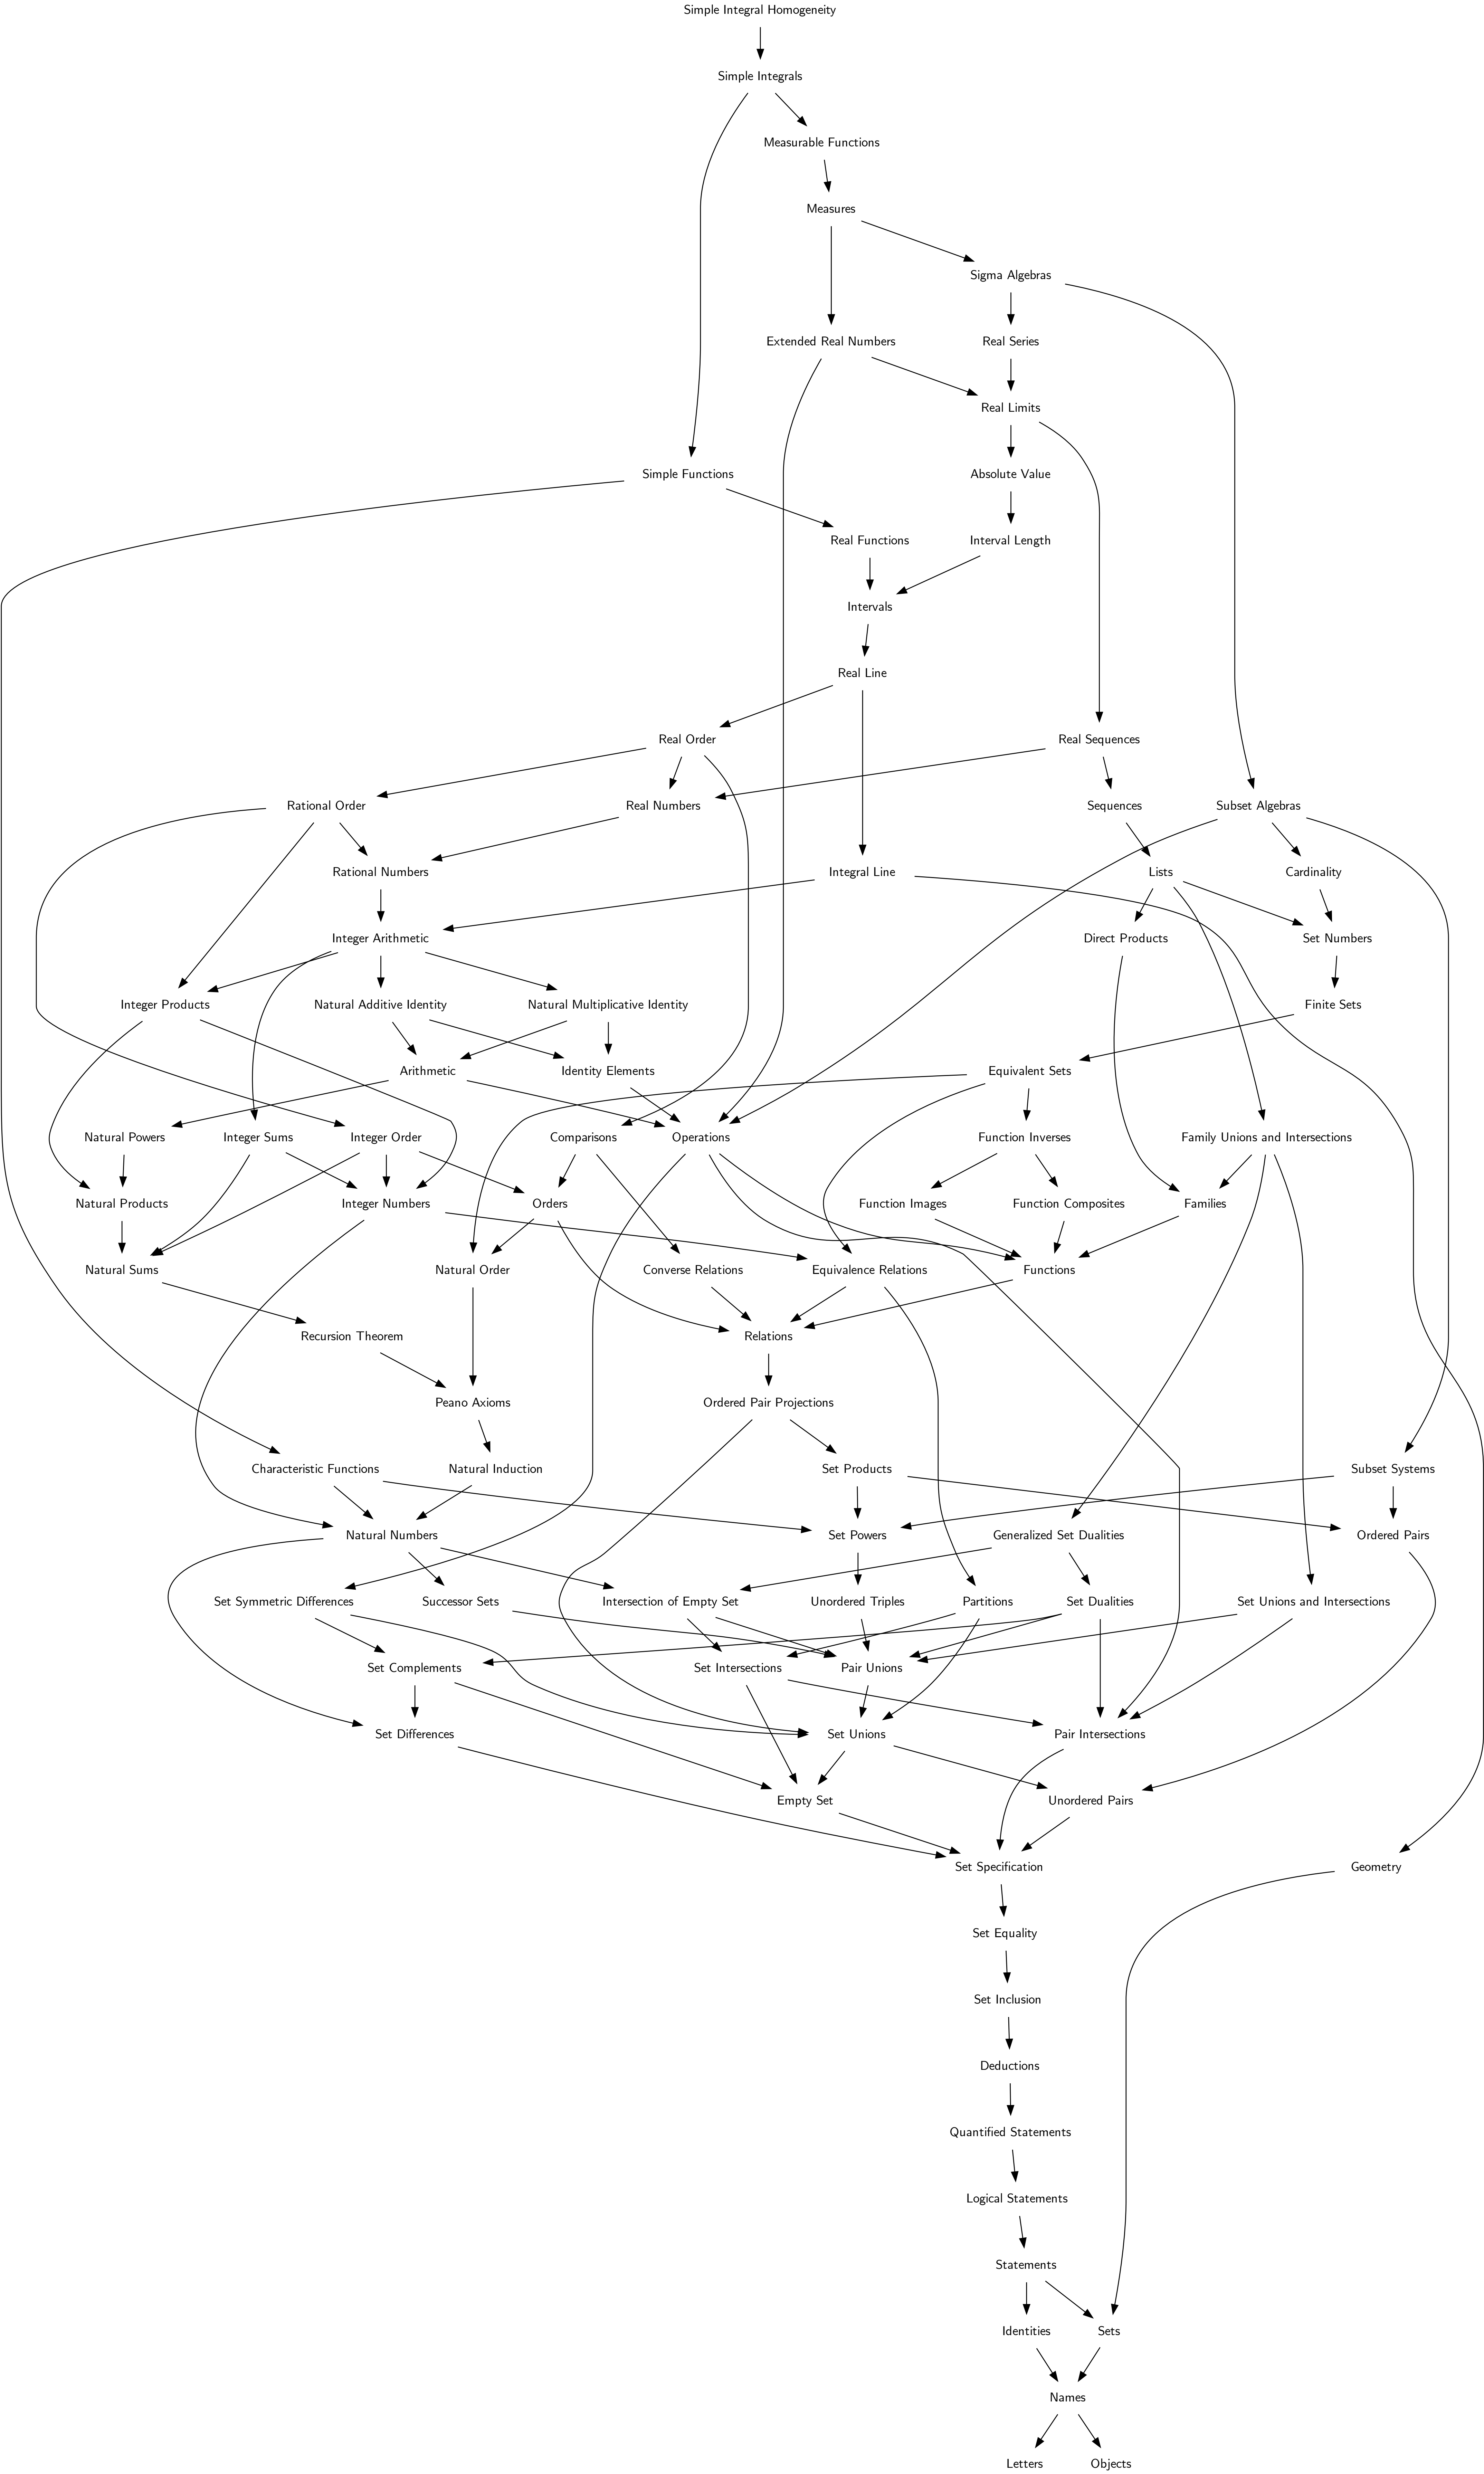 Simple Integral Homogeneity
Simple Integrals
Measurable Functions
Measures
Sigma Algebras
Extended Real Numbers
Real Series
Real Limits
Simple Functions
Absolute Value
Real Functions
Interval Length
Intervals
Real Line
Real Order
Real Sequences
Rational Order
Real Numbers
Sequences
Subset Algebras
Rational Numbers
Integral Line
Lists
Cardinality
Integer Arithmetic
Direct Products
Set Numbers
Integer Products
Natural Additive Identity
Natural Multiplicative Identity
Finite Sets
Arithmetic
Identity Elements
Equivalent Sets
Natural Powers
Integer Sums
Integer Order
Comparisons
Operations
Function Inverses
Family Unions and Intersections
Natural Products
Integer Numbers
Orders
Function Images
Function Composites
Families
Natural Sums
Natural Order
Converse Relations
Equivalence Relations
Functions
Recursion Theorem
Relations
Peano Axioms
Ordered Pair Projections
Characteristic Functions
Natural Induction
Set Products
Subset Systems
Natural Numbers
Set Powers
Generalized Set Dualities
Ordered Pairs
Set Symmetric Differences
Successor Sets
Intersection of Empty Set
Unordered Triples
Partitions
Set Dualities
Set Unions and Intersections
Set Complements
Set Intersections
Pair Unions
Set Differences
Set Unions
Pair Intersections
Empty Set
Unordered Pairs
Set Specification
Geometry
Set Equality
Set Inclusion
Deductions
Quantified Statements
Logical Statements
Statements
Identities
Sets
Names
Letters
Objects